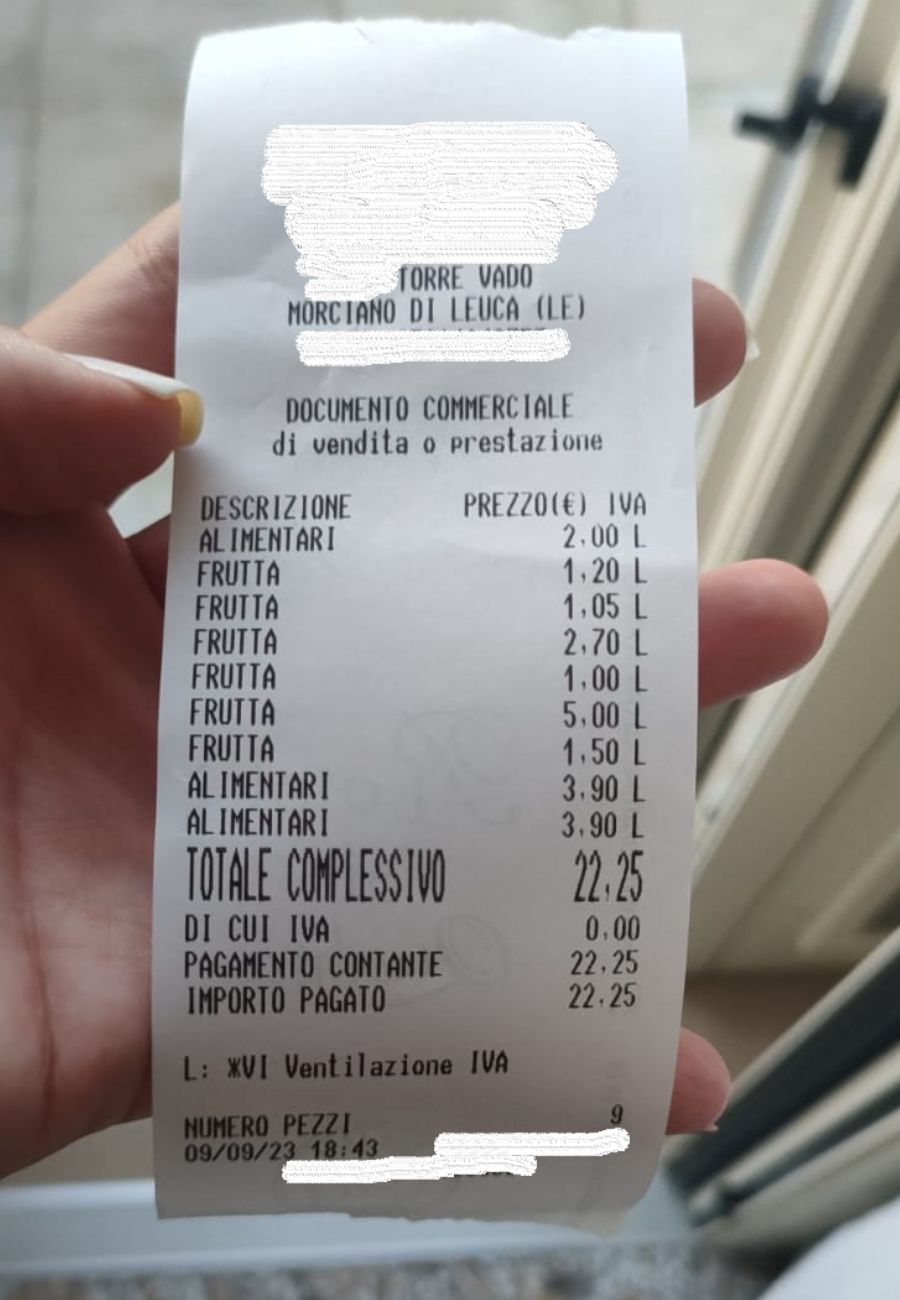 TORRE VADO
MORCIANO DI LEUCA (LE)
DOCUMENTO COMMERCIALE
di vendita o prestazione
DESCRIZIONE PREZZO(€) IVA
ALIMENTARI 2,00 L
FRUTTA 1,20 L
FRUTTA 1,05 L
FRUTTA 2,70 L
FRUTTA 1,00 L
FRUTTA 5,00 L
FRUTTA 1,50 L
ALIMENTARI 3,90 L
ALIMENTARI 3,90 L
TOTALE COMPLESSIVO 22,25
DI CUI IVA 0,00
PAGAMENTO CONTANTE 22,25
IMPORTO PAGATO 22,25
L: *VI Ventilazione IVA
NUMERO PEZZI 9
09/09/23 18:43